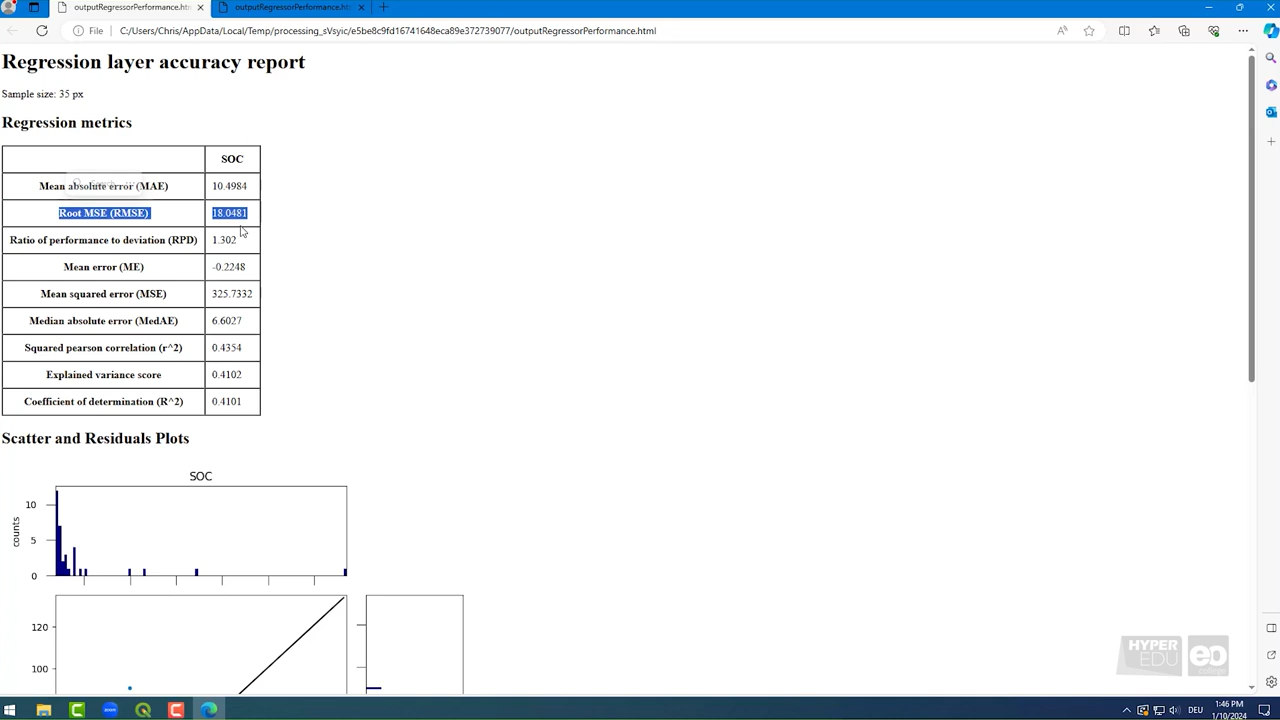 outputRegressorPerformance.htm
outputRegressorPerformance.htm
File
C:/Users/Chris/AppData/Local/Temp/processing_sVsyic/e5be8c9fd16741648eca89e372739077/outputRegressorPerformance.html
Regression layer accuracy report
Sample size: 35 px
Regression metrics
SOC
Mean absolute error (MAE) 10.4984
Root MSE (RMSE) 18.0481
Ratio of performance to deviation (RPD) 1.302
Mean error (ME) -0.2248
Mean squared error (MSE) 325.7332
Median absolute error (MedAE) 6.6027
Squared pearson correlation (r^2) 0.4354
Explained variance score 0.4102
Coefficient of determination (R^2) 0.4101
Scatter and Residuals Plots
SOC
10
5
0
counts
120
100
HYPER
EDU
eo
college
DEU
1:46 PM
1/10/2024